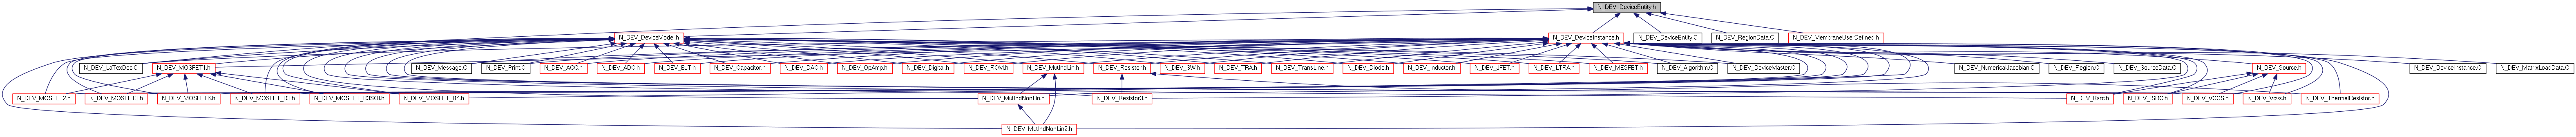 N_DEV_DeviceEntity.h
N_DEV_DeviceModel.h
N_DEV_DeviceInstance.h
N_DEV_DeviceEntity.C
N_DEV_RegionData.C
N_DEV_MembraneUserDefined.h
N_DEV_LaTexDoc.C
N_DEV_MOSFET1.h
N_DEV_Message.C
N_DEV_Print.C
N_DEV_ACC.h
N_DEV_ADC.h
N_DEV_BJT.h
N_DEV_Capacitor.h
N_DEV_DAC.h
N_DEV_OpAmp.h
N_DEV_Digital.h
N_DEV_ROM.h
N_DEV_MutIndLin.h
N_DEV_Resistor.h
N_DEV_SW.h
N_DEV_TRA.h
N_DEV_TransLine.h
N_DEV_Diode.h
N_DEV_Inductor.h
N_DEV_JFET.h
N_DEV_LTRA.h
N_DEV_MESFET.h
N_DEV_Algorithm.C
N_DEV_DeviceMaster.C
N_DEV_NumericalJacobian.C
N_DEV_Region.C
N_DEV_SourceData.C
N_DEV_Source.h
N_DEV_DeviceInstance.C
N_DEV_MatrixLoadData.C
N_DEV_MOSFET2.h
N_DEV_MOSFET3.h
N_DEV_MOSFET6.h
N_DEV_MOSFET_B3.h
N_DEV_MOSFET_B3SOI.h
N_DEV_MOSFET_B4.h
N_DEV_MutIndNonLin.h
N_DEV_Resistor3.h
N_DEV_Bsrc.h
N_DEV_ISRC.h
N_DEV_VCCS.h
N_DEV_Vcvs.h
N_DEV_ThermalResistor.h
N_DEV_MutIndNonLin2.h